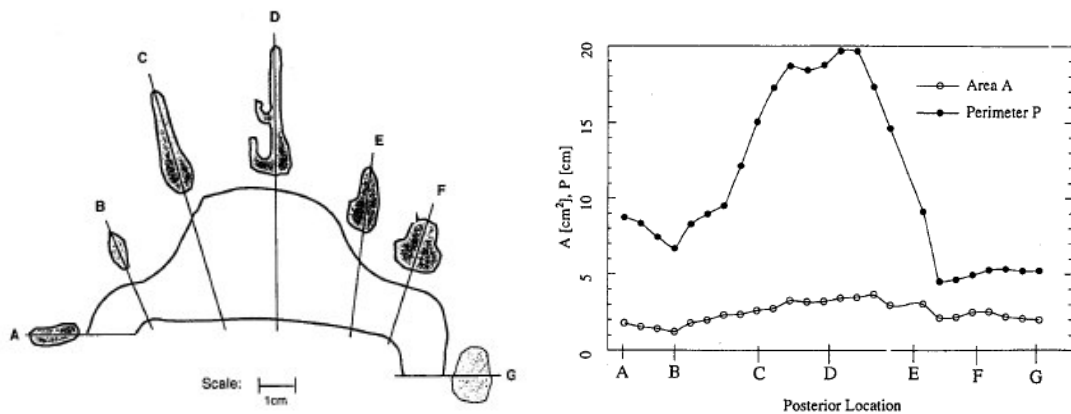 D
C
E
B
F
A
G
Scale:
1cm
20
15
10
5
0
A [cm²], P [cm]
Area A
Perimeter P
A B C D E F G
Posterior Location